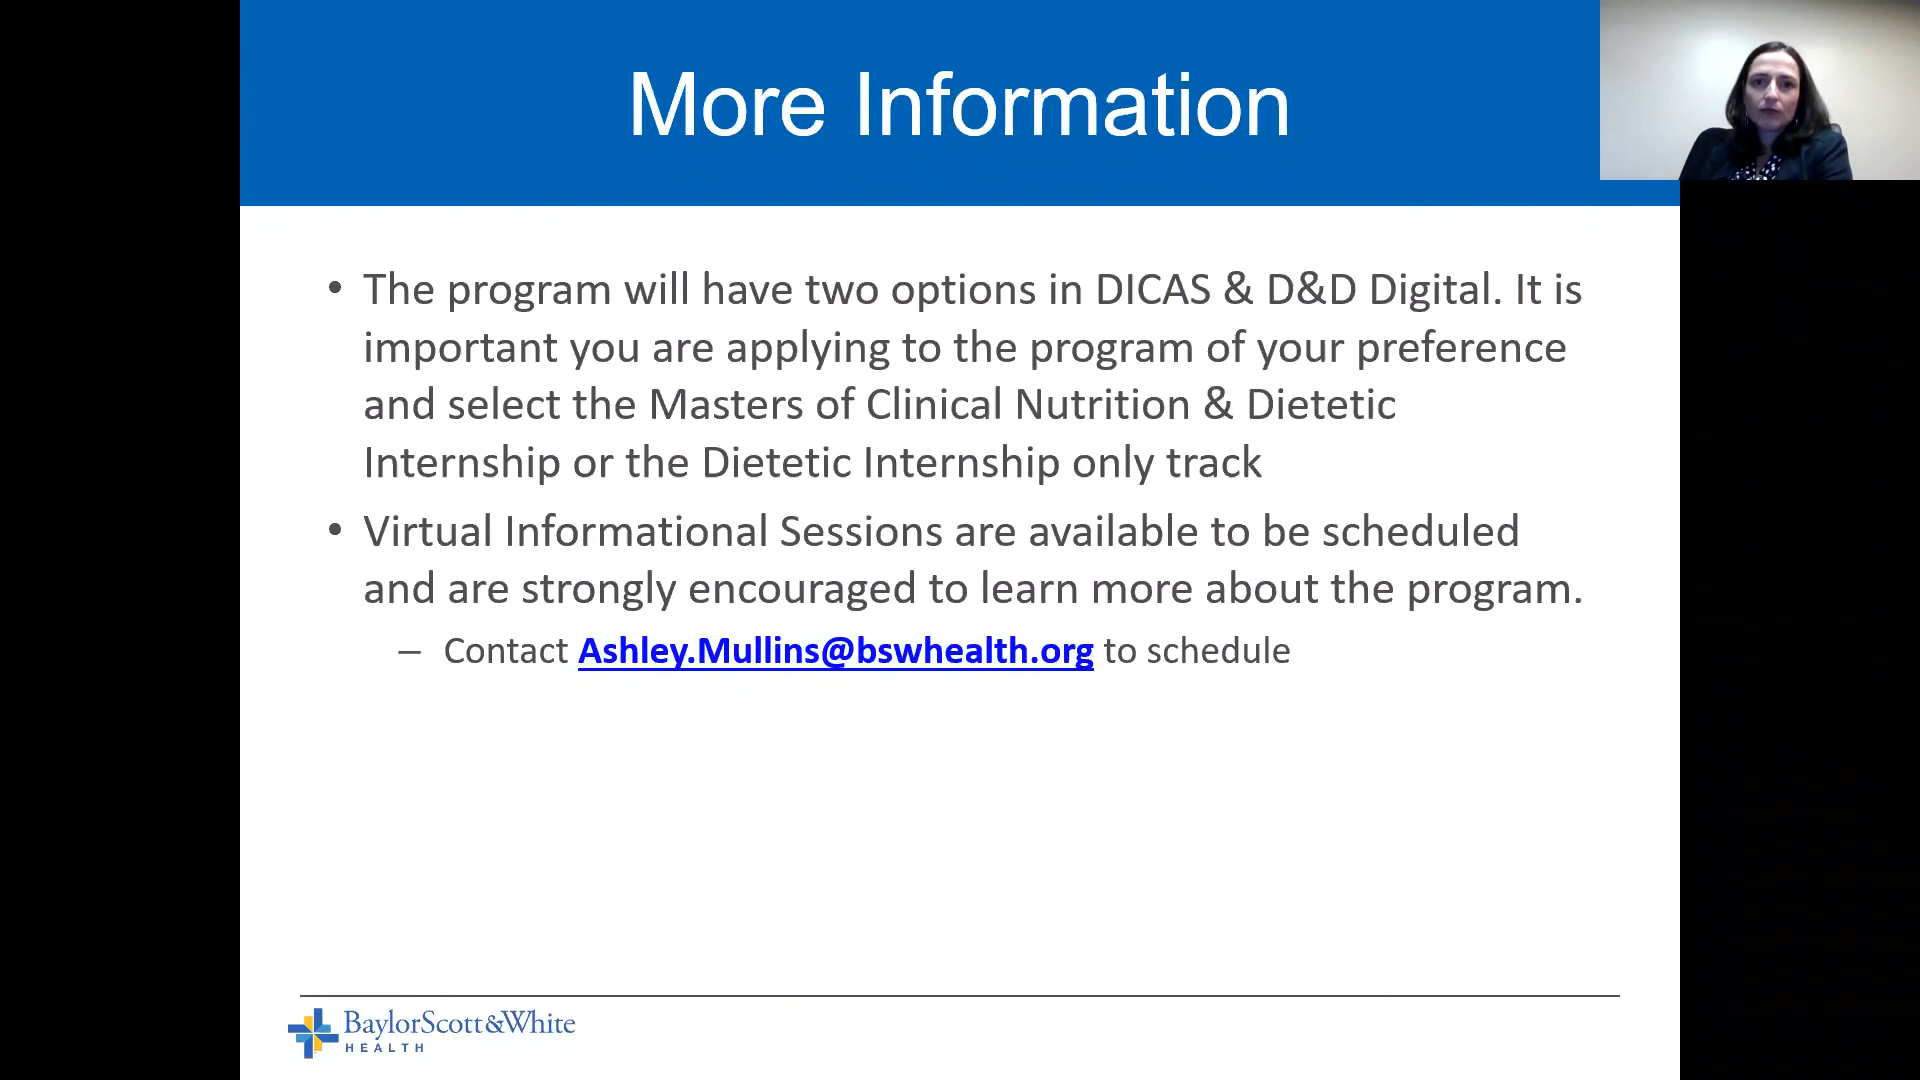 More Information
• The program will have two options in DICAS & D&D Digital. It is
important you are applying to the program of your preference
and select the Masters of Clinical Nutrition & Dietetic
Internship or the Dietetic Internship only track
• Virtual Informational Sessions are available to be scheduled
and are strongly encouraged to learn more about the program.
– Contact Ashley.Mullins@bswhealth.org to schedule
BaylorScott&White
HEALTH